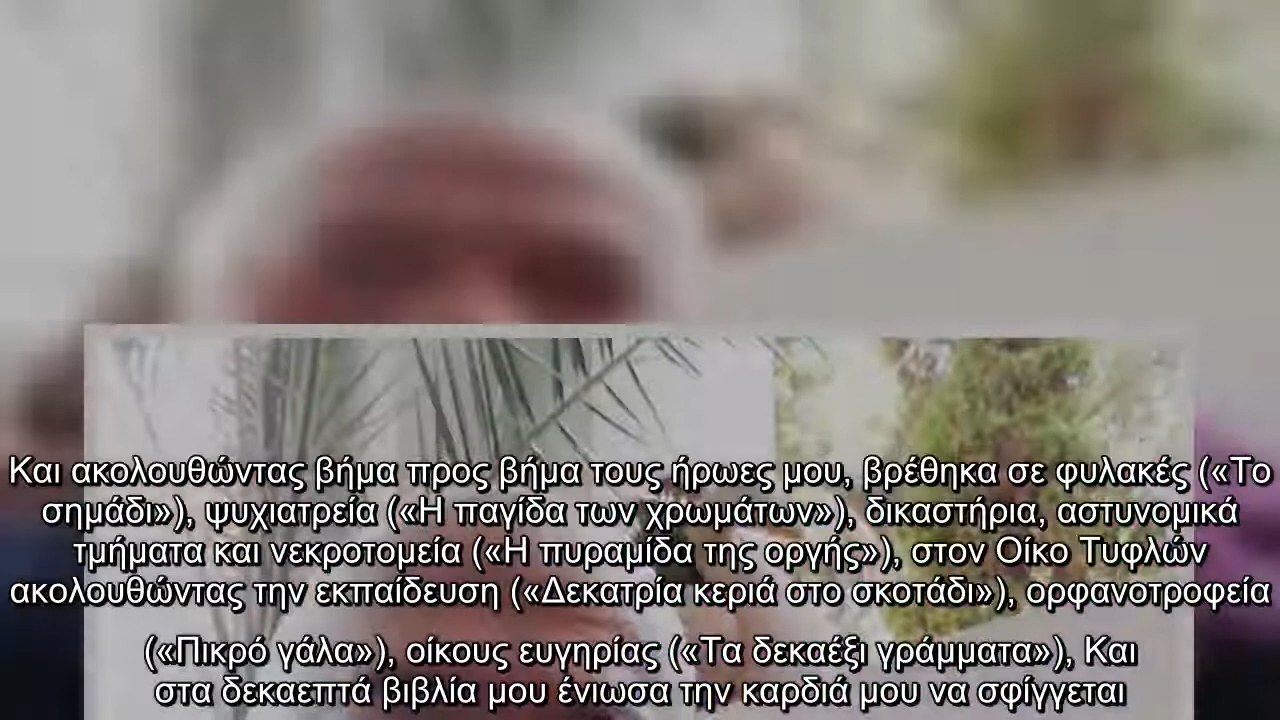 Και ακολουθώντας βήμα προς βήμα τους ήρωες μου, βρέθηκα σε φυλακές («Το
σημάδι»), ψυχιατρεία («Η παγίδα των χρωμάτων»), δικαστήρια, αστυνομικά
τμήματα και νεκροτομεία («Η πυραμίδα της οργής»), στον Οίκο Τυφλών
ακολουθώντας την εκπαίδευση («Δεκατρία κεριά στο σκοτάδι»), ορφανοτροφεία
(«Πικρό γάλα»), οίκους ευγηρίας («Τα δεκαέξι γράμματα»), Και
στα δεκαεπτά βιβλία μου ένιωσα την καρδιά μου να σφίγγεται